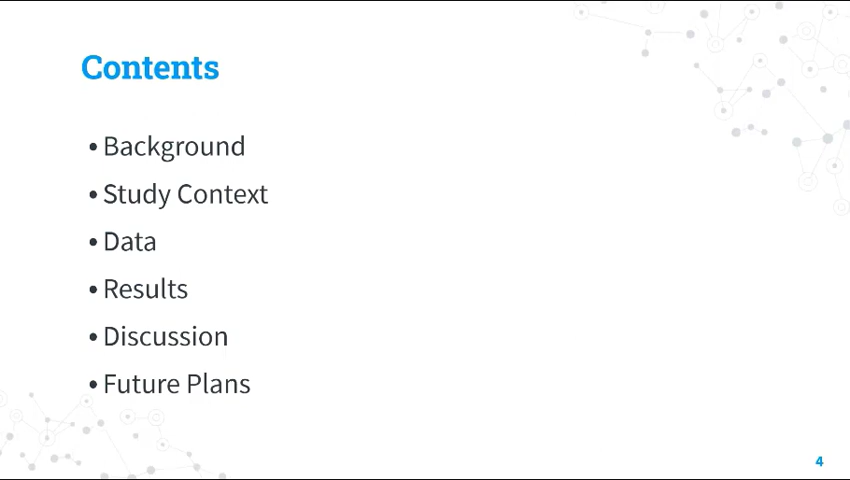 Contents
• Background
• Study Context
• Data
• Results
• Discussion
• Future Plans
4